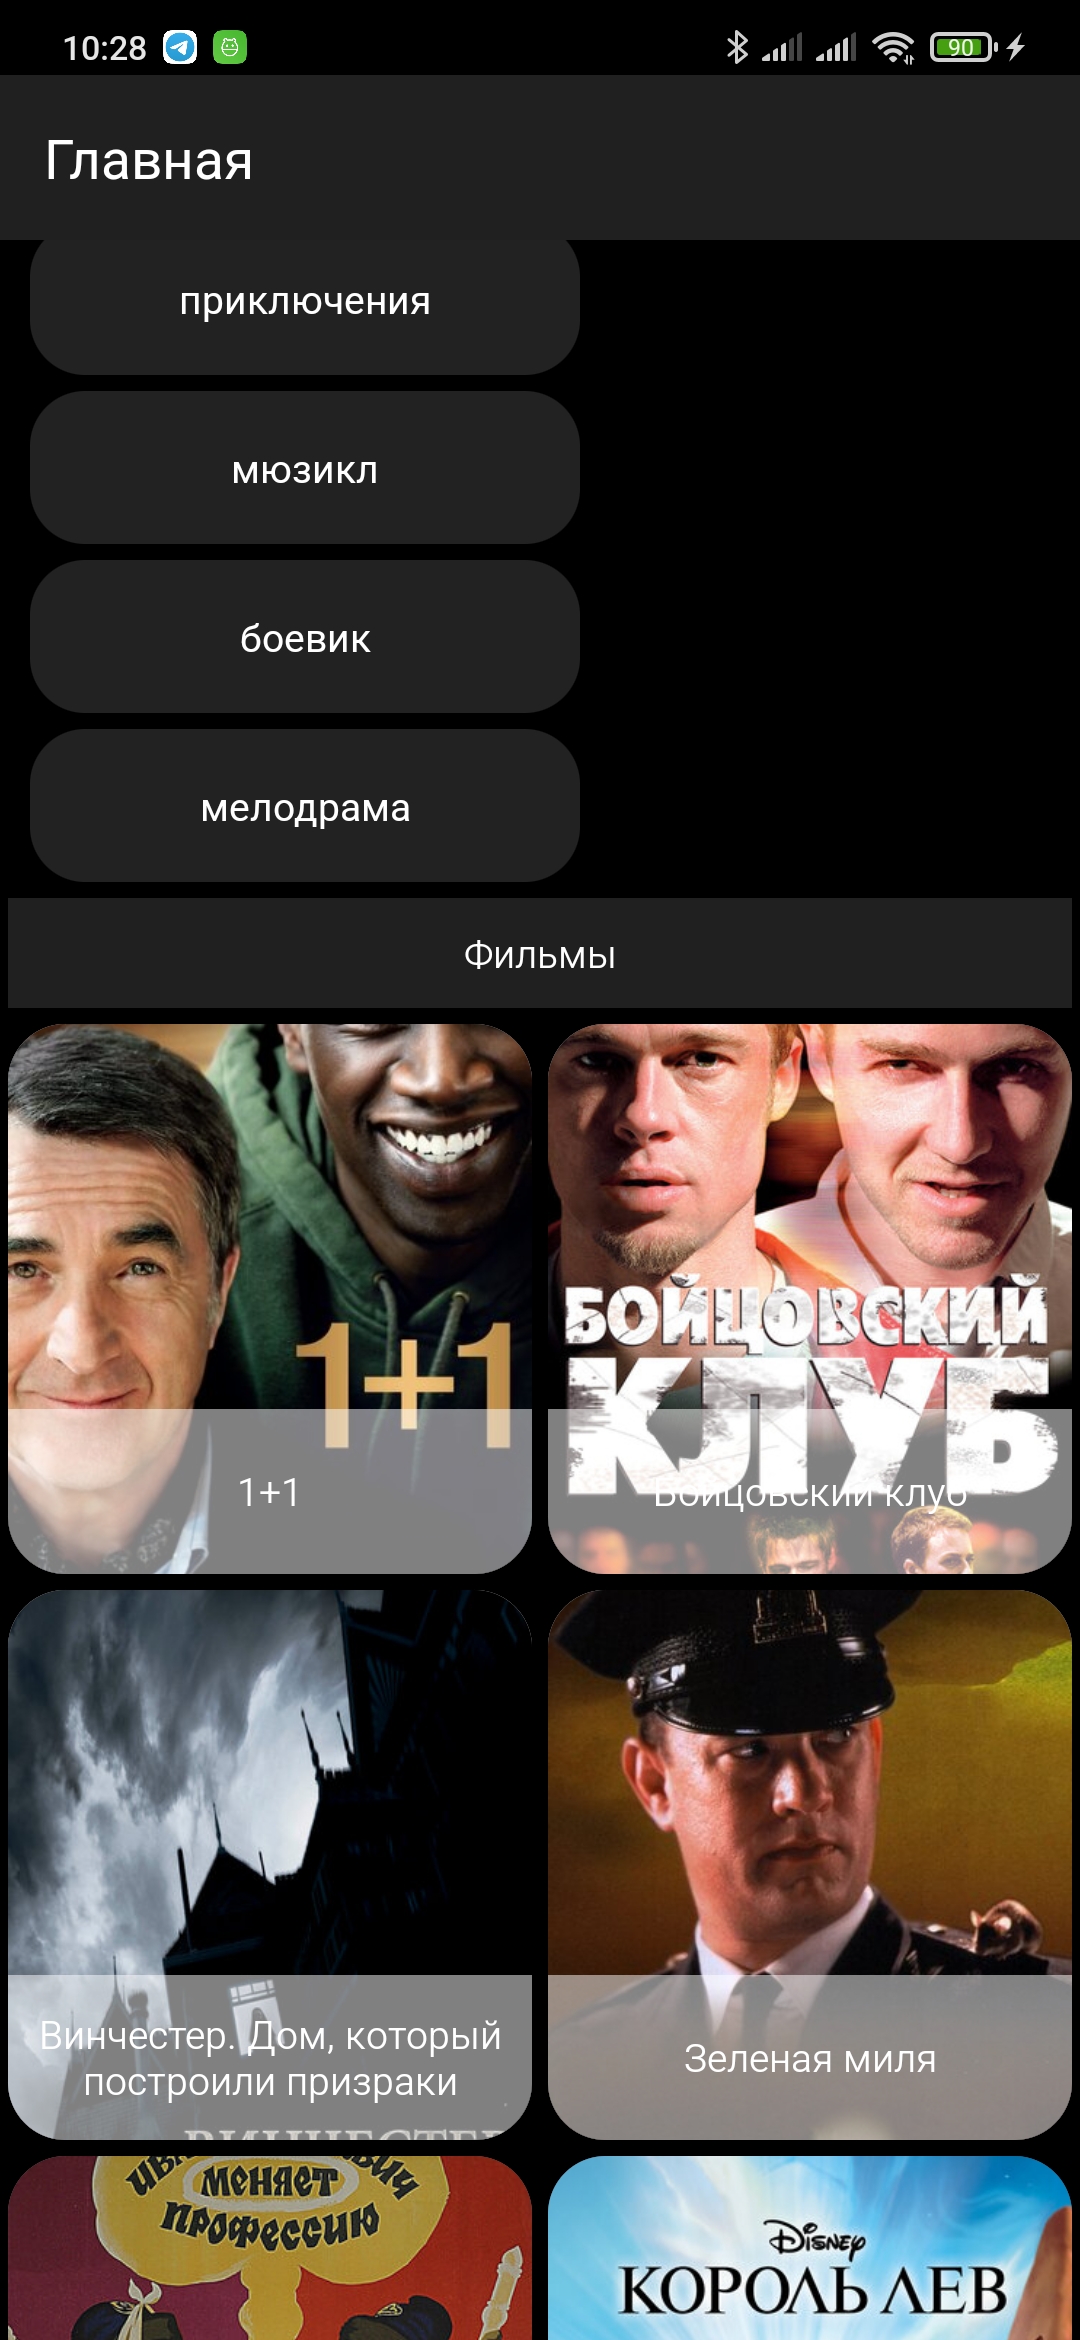 10:28
90
Главная
приключения
мюзикл
боевик
мелодрама
Фильмы
1+1
1+1
БОЙЦОВСКИЙ
КЛУБ
Бойцовский клуб
Винчестер. Дом, который
построили призраки
ВИНЧЕСТЕР
Зеленая миля
меняет
профессию
Disney
КОРОЛЬ ЛЕВ